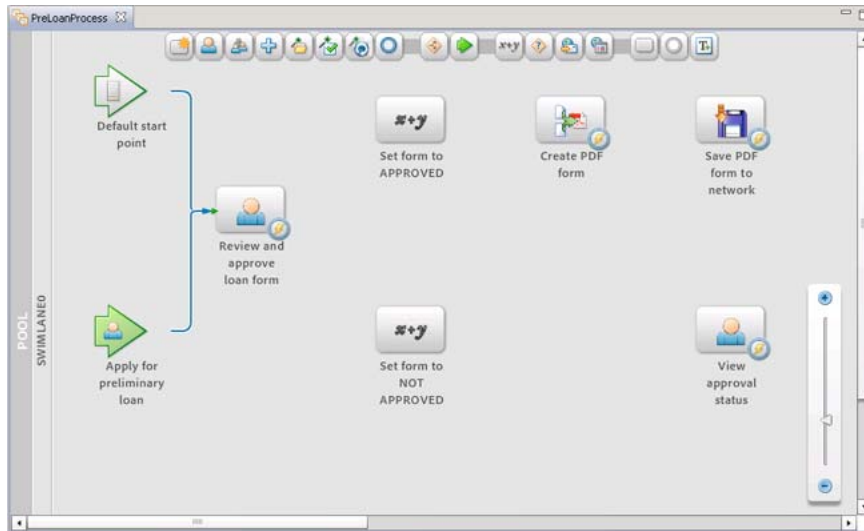 PreLoanProcess
x+y
Default start
point
x+y
Set form to
APPROVED
Create PDF
form
Save PDF
form to
network
Review and
approve
loan form
POOL
SWIMLANE0
Apply for
preliminary
loan
x+y
Set form to
NOT
APPROVED
View
approval
status